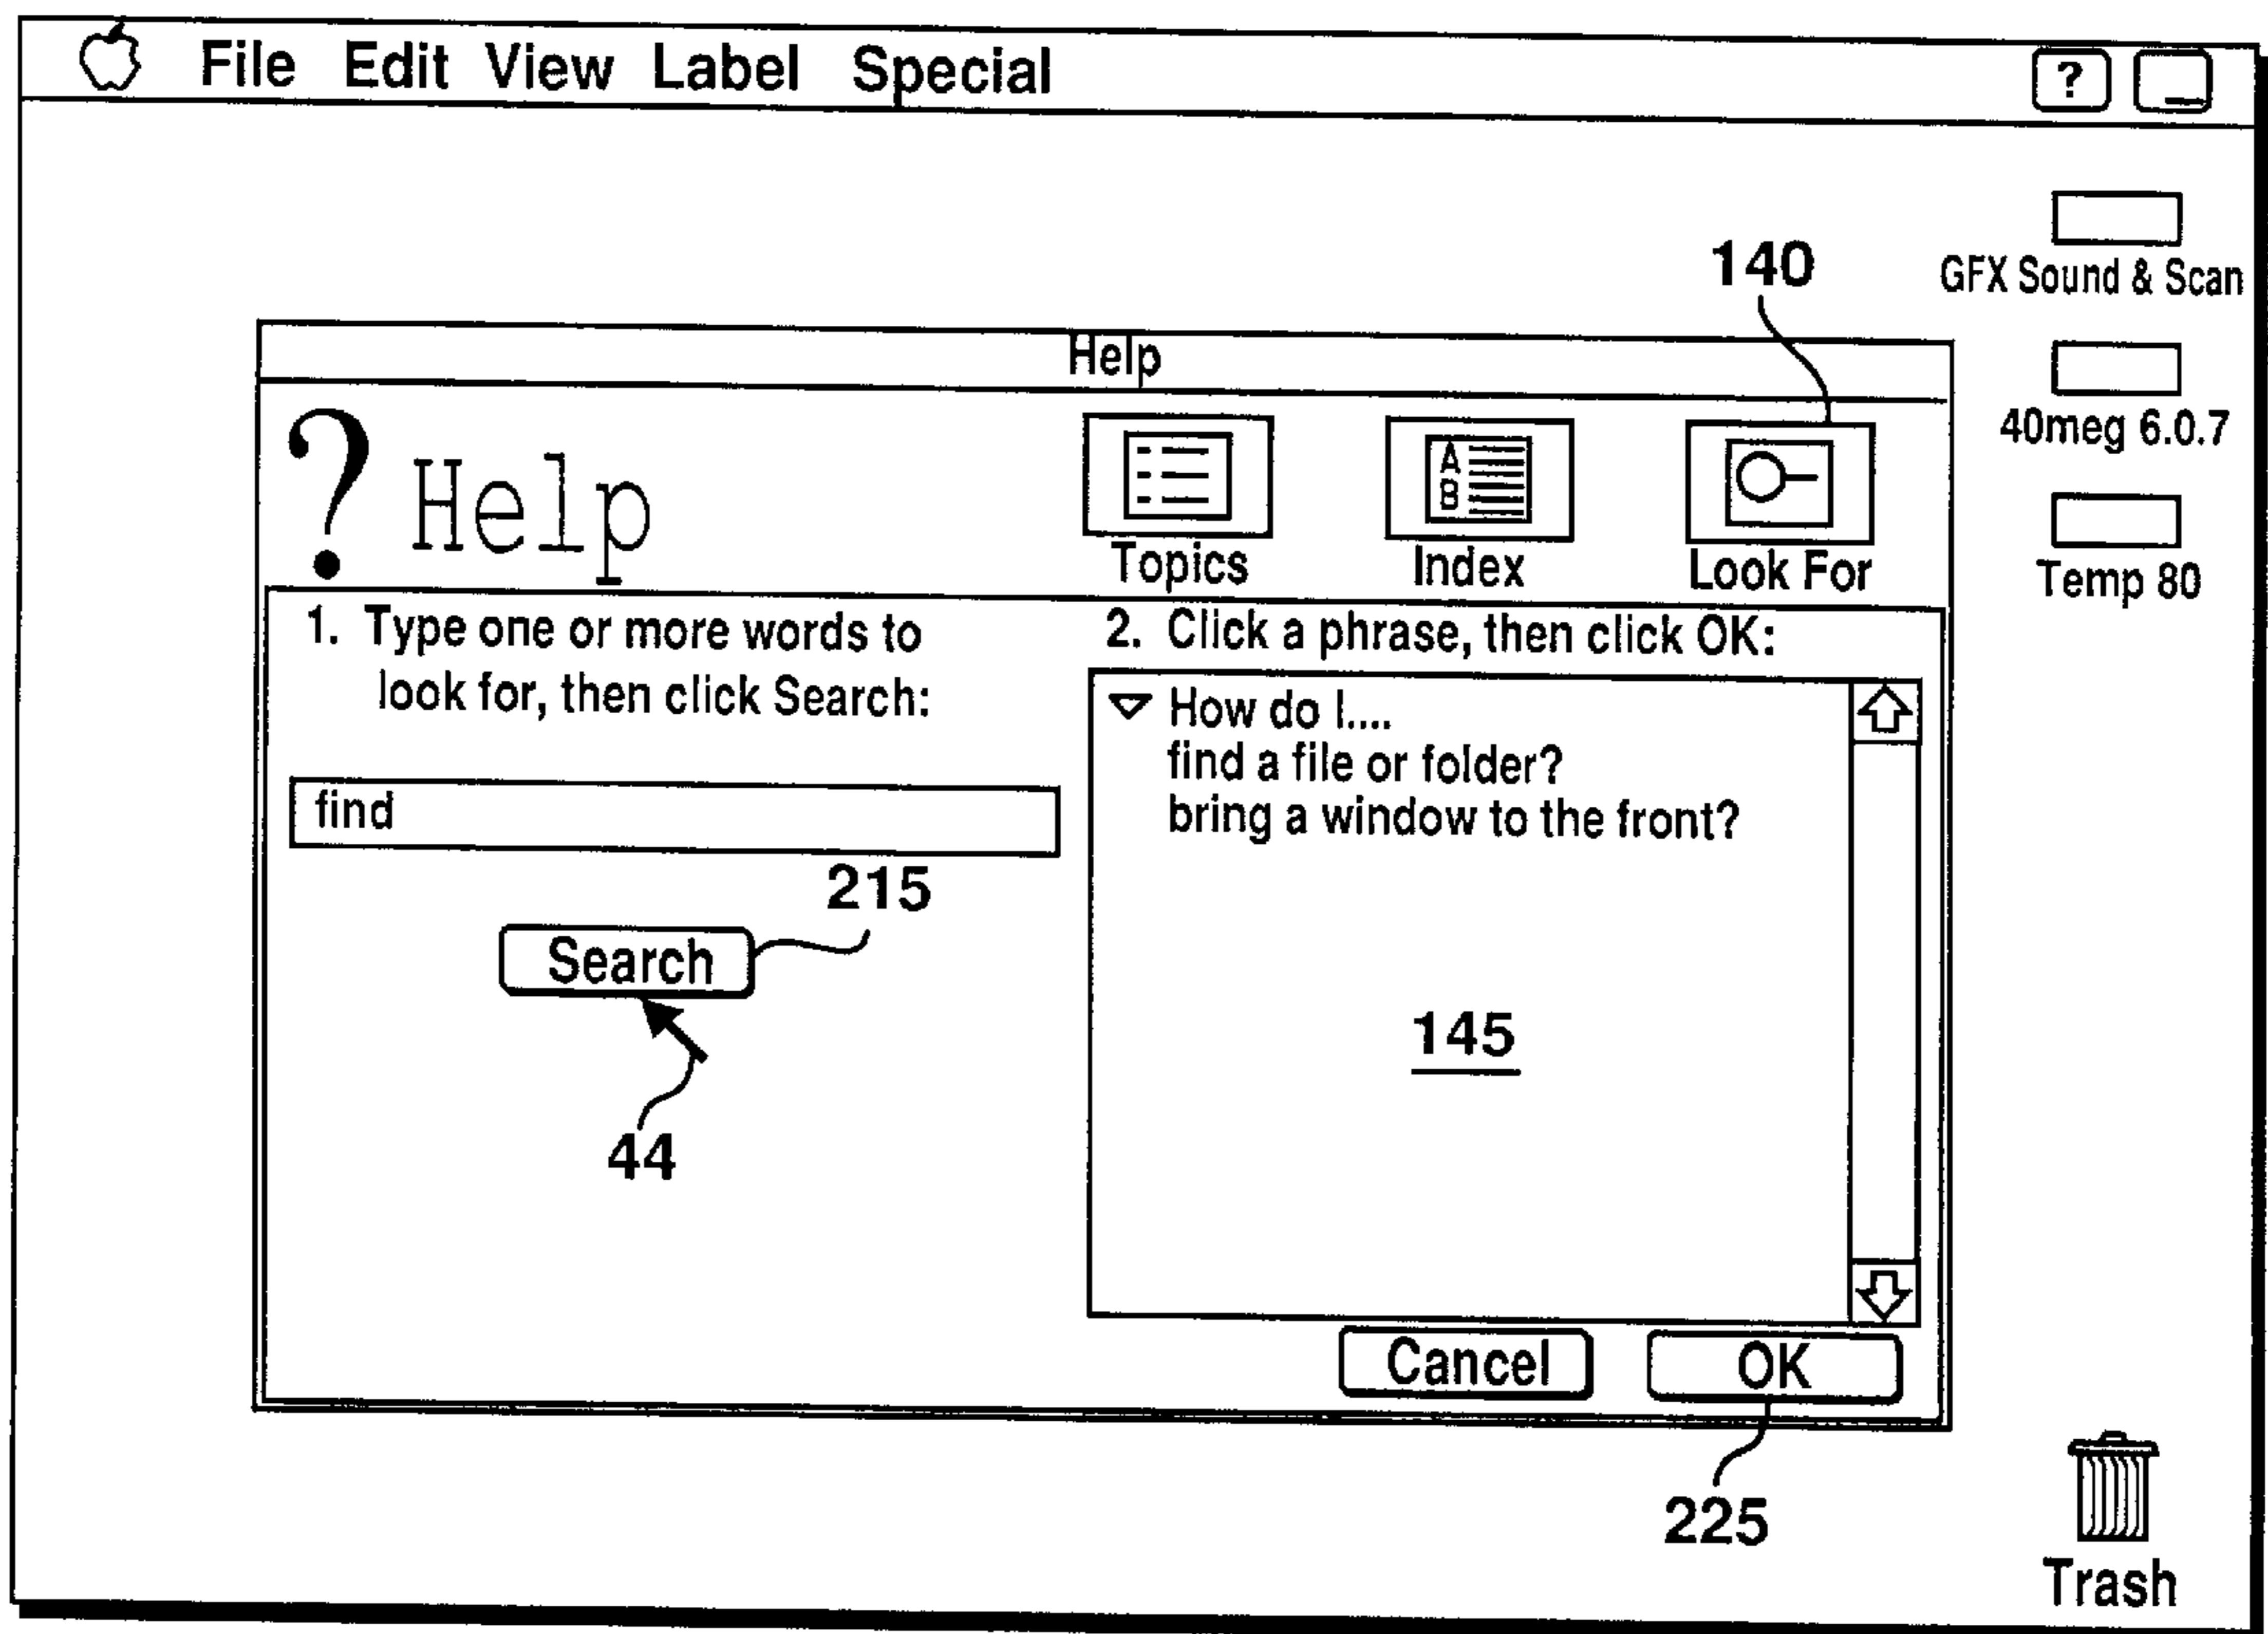 File Edit View Label Special ?
GFX Sound & Scan
140
Help
40meg 6.0.7
? Help
A
B
Topics Index Look For
Temp 80
1. Type one or more words to
look for, then click Search:
find
215
Search
44
2. Click a phrase, then click OK:
How do I....
find a file or folder?
bring a window to the front?
145
Cancel OK
225
Trash